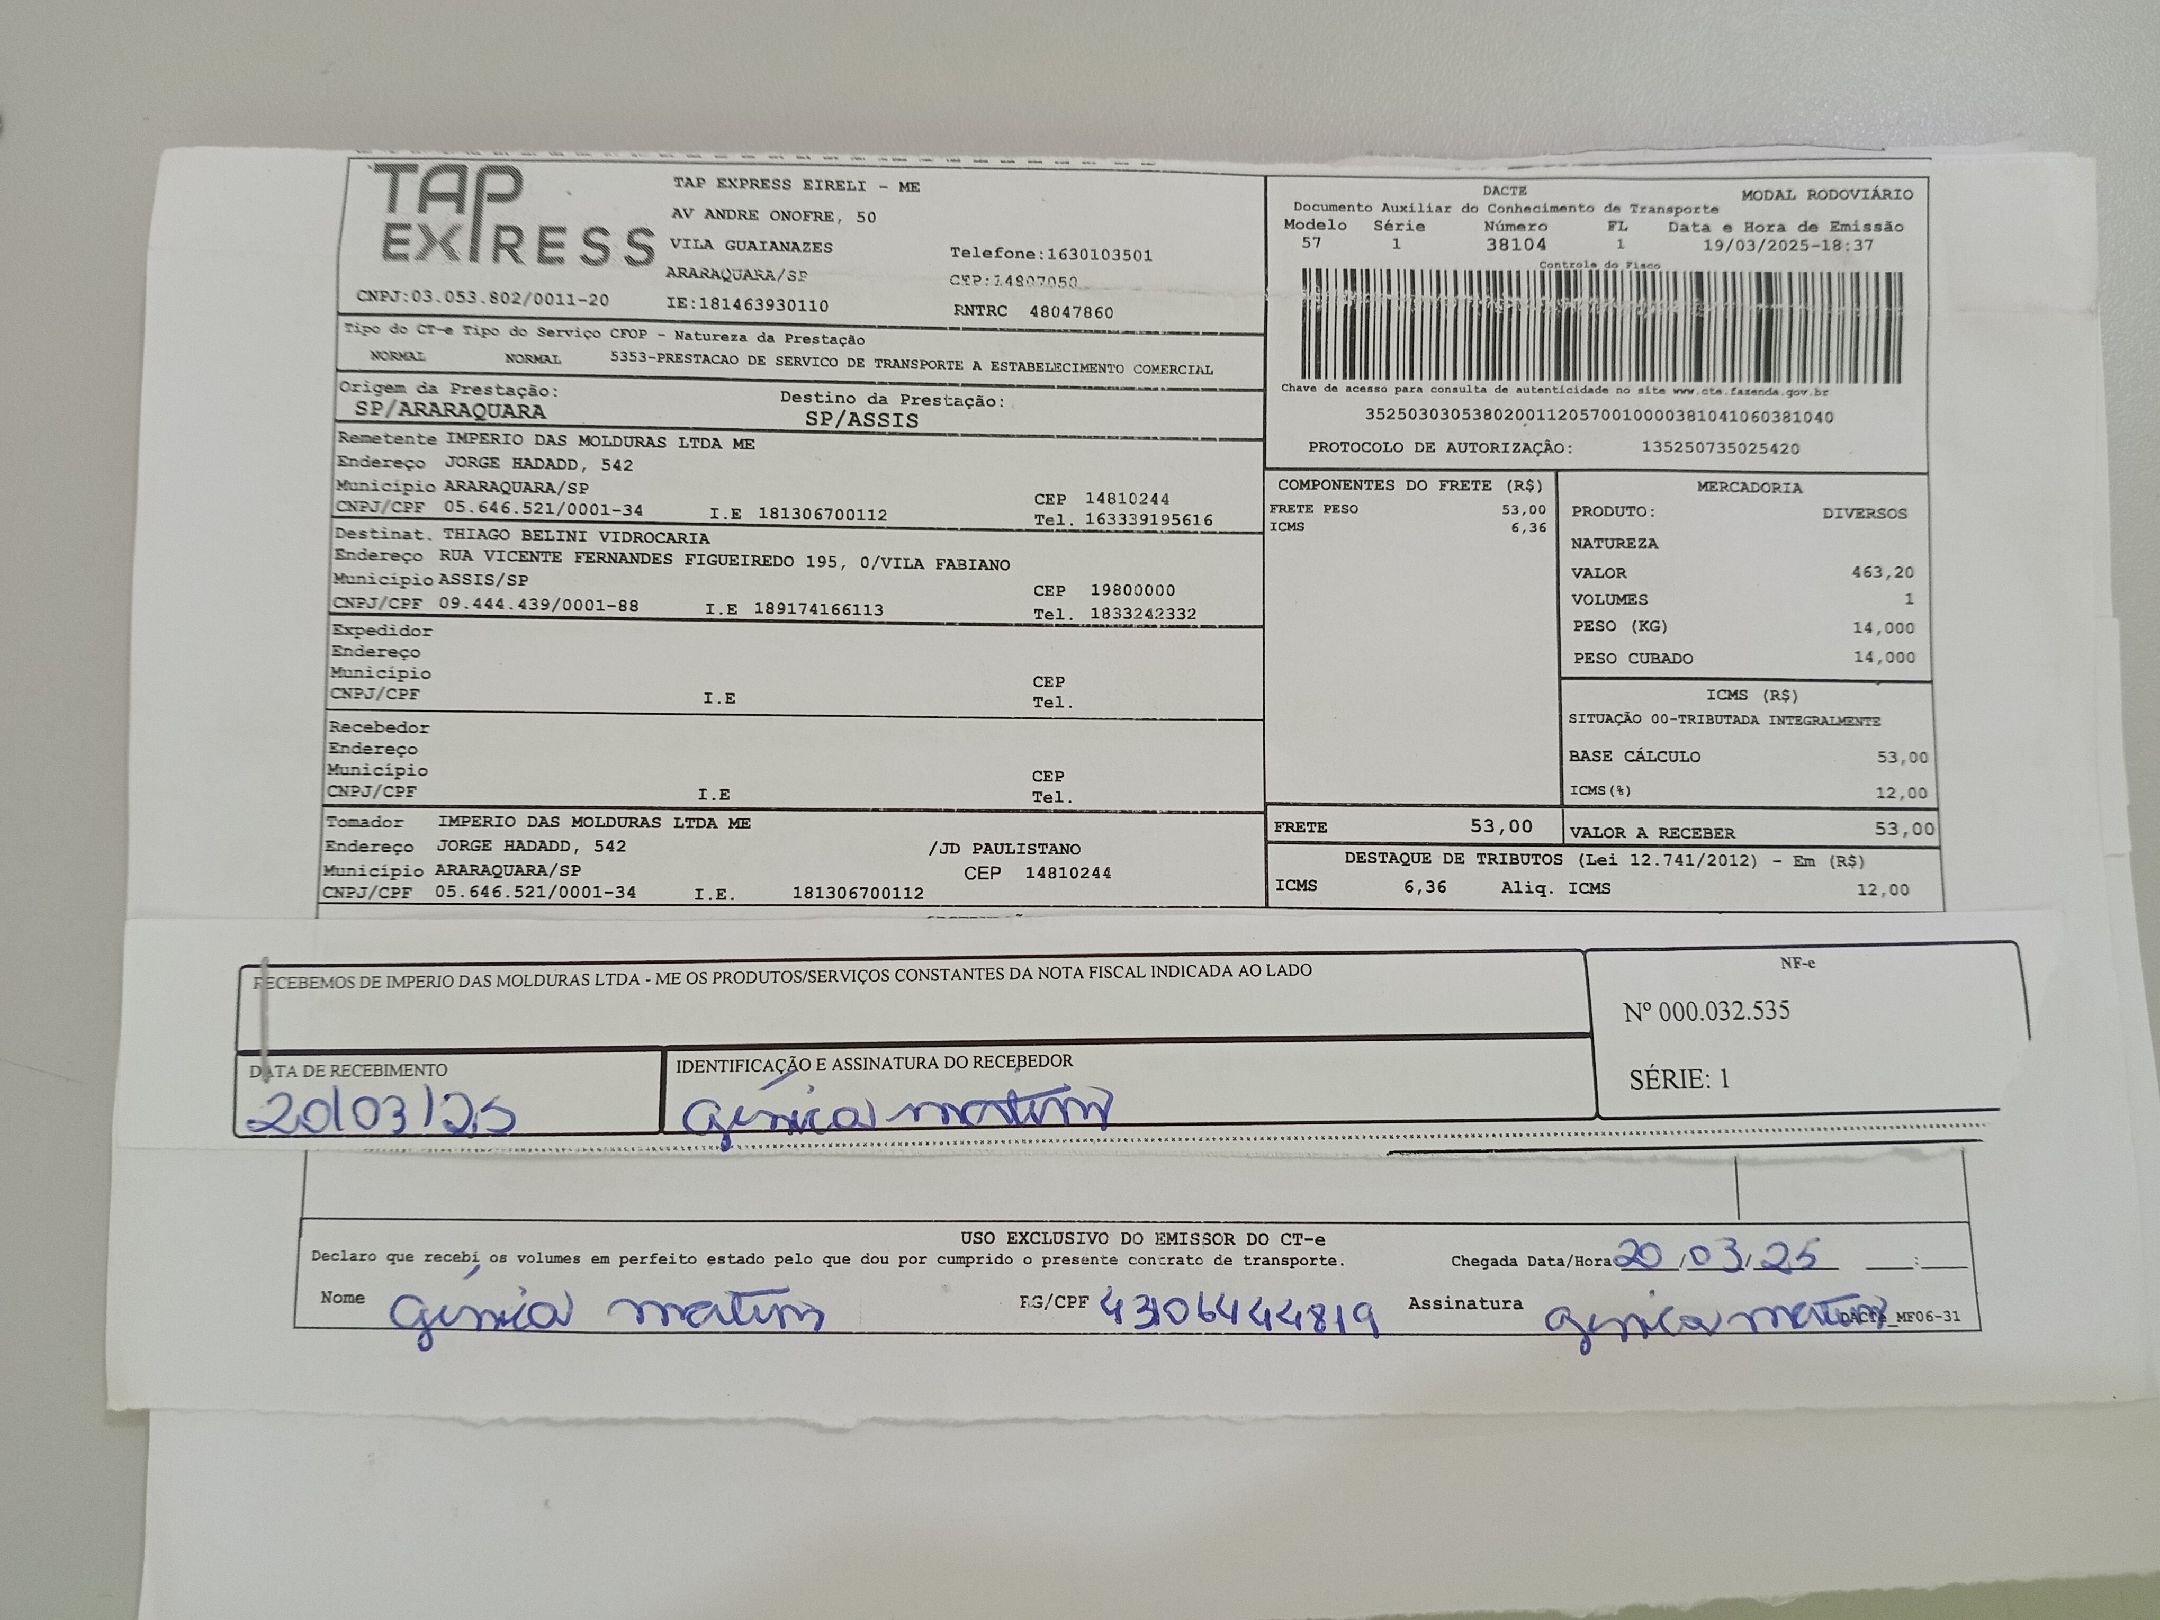 TAP EXPRESS
TAP EXPRESS EIRELI - ME
AV ANDRE ONOFRE, 50
VILA GUAIANAZES Telefone:1630103501
ARARAQUARA/SP CEP:14807050
CNPJ:03.053.802/0011-20 IE:181463930110 RNTRC 48047860
Tipo do CT-e Tipo do Serviço CFOP - Natureza da Prestação
NORMAL NORMAL 5353-PRESTACAO DE SERVICO DE TRANSPORTE A ESTABELECIMENTO COMERCIAL
Origem da Prestação: Destino da Prestação:
SP/ARARAQUARA SP/ASSIS
Remetente IMPERIO DAS MOLDURAS LTDA ME
Endereço JORGE HADADD, 542
Município ARARAQUARA/SP CEP 14810244
CNPJ/CPF 05.646.521/0001-34 I.E 181306700112 Tel. 163339195616
Destinat. THIAGO BELINI VIDROCARIA
Endereço RUA VICENTE FERNANDES FIGUEIREDO 195, 0/VILA FABIANO
Município ASSIS/SP CEP 19800000
CNPJ/CPF 09.444.439/0001-88 I.E 189174166113 Tel. 1833242332
Expedidor
Endereço
Município CEP
CNPJ/CPF I.E Tel.
Recebedor
Endereço
Município CEP
CNPJ/CPF I.E Tel.
Tomador IMPERIO DAS MOLDURAS LTDA ME
Endereço JORGE HADADD, 542 /JD PAULISTANO
Município ARARAQUARA/SP CEP 14810244
CNPJ/CPF 05.646.521/0001-34 I.E. 181306700112
DACTE MODAL RODOVIÁRIO
Documento Auxiliar do Conhecimento de Transporte
Modelo Série Número FL Data e Hora de Emissão
57 1 38104 1 19/03/2025-18:37
Controle do Fisco
Chave de acesso para consulta de autenticidade no site www.cte.fazenda.gov.br
35250303053802001120570010000381041060381040
PROTOCOLO DE AUTORIZAÇÃO: 135250735025420
COMPONENTES DO FRETE (R$)
FRETE PESO 53,00
ICMS 6,36
MERCADORIA
PRODUTO: DIVERSOS
NATUREZA
VALOR 463,20
VOLUMES 1
PESO (KG) 14,000
PESO CUBADO 14,000
ICMS (R$)
SITUAÇÃO 00-TRIBUTADA INTEGRALMENTE
BASE CÁLCULO 53,00
ICMS(%) 12,00
FRETE 53,00 VALOR A RECEBER 53,00
DESTAQUE DE TRIBUTOS (Lei 12.741/2012) - Em (R$)
ICMS 6,36 Aliq. ICMS 12,00
RECEBEMOS DE IMPERIO DAS MOLDURAS LTDA - ME OS PRODUTOS/SERVIÇOS CONSTANTES DA NOTA FISCAL INDICADA AO LADO
NF-e
Nº 000.032.535
SÉRIE: 1
DATA DE RECEBIMENTO IDENTIFICAÇÃO E ASSINATURA DO RECEBEDOR
20/03/25
USO EXCLUSIVO DO EMISSOR DO CT-e
Declaro que recebi os volumes em perfeito estado pelo que dou por cumprido o presente contrato de transporte. Chegada Data/Hora 20/03/25 __:__
Nome RG/CPF 43106444819 Assinatura
DACTE_MF06-31